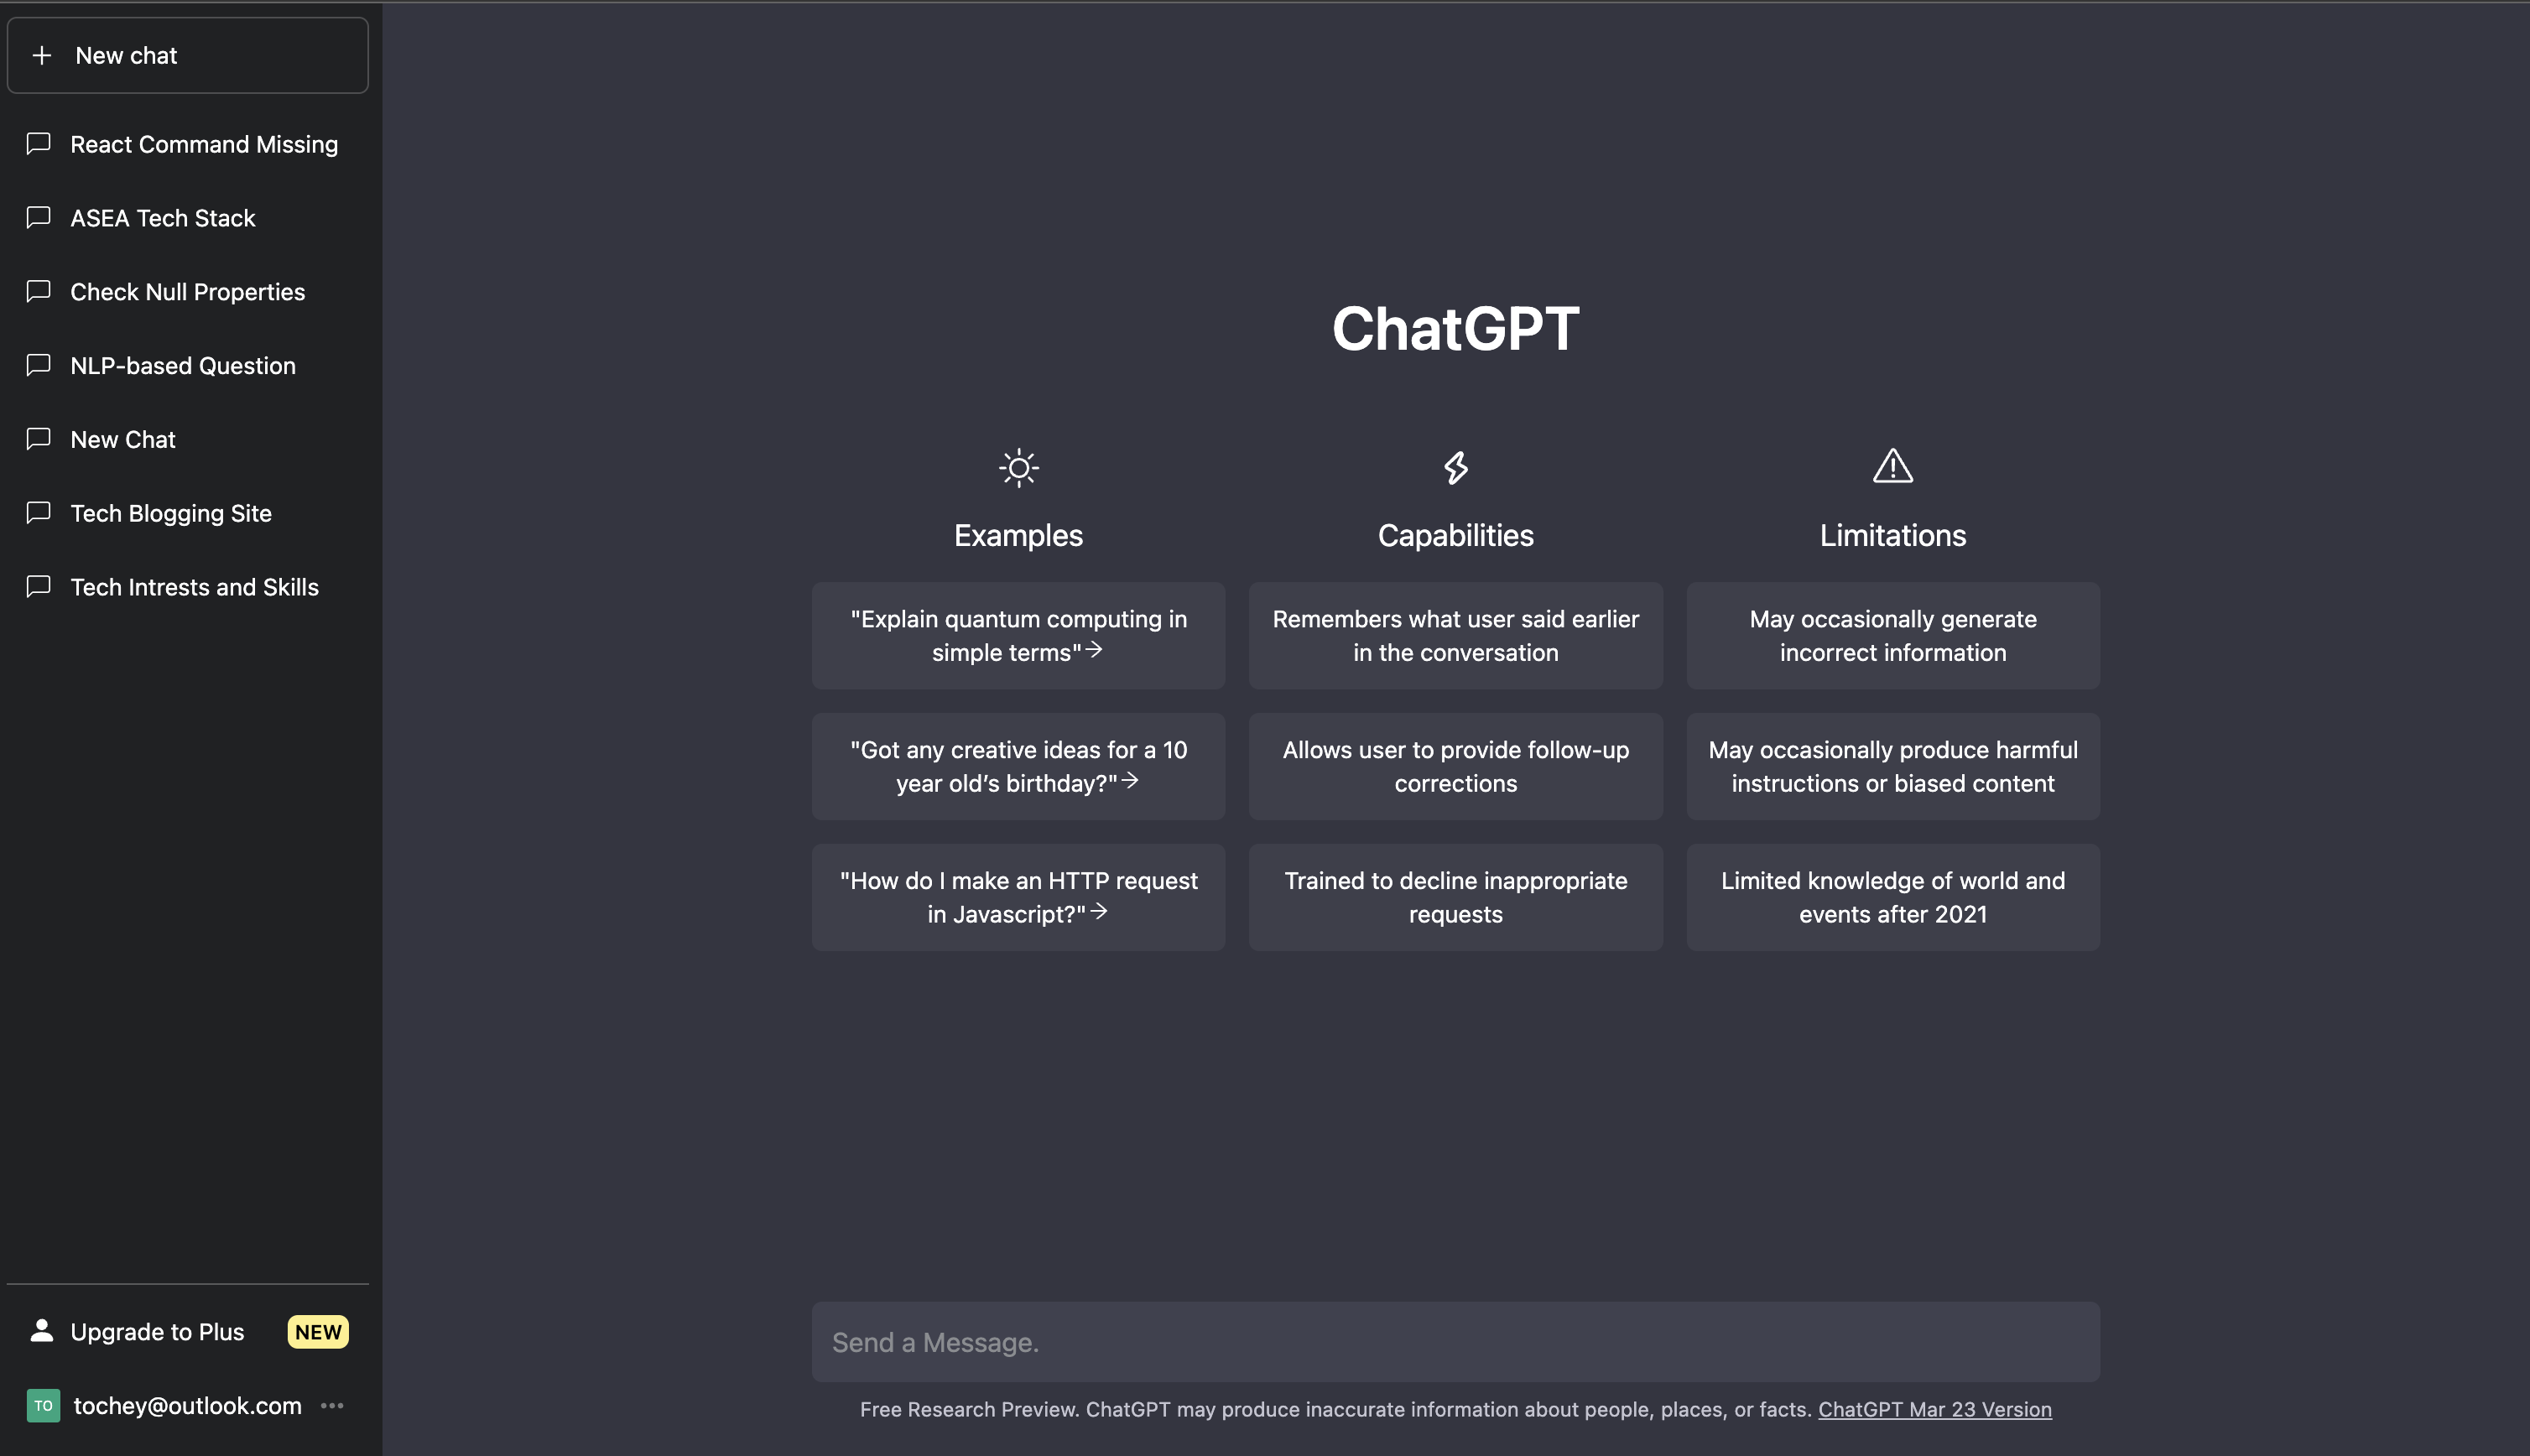 New chat
React Command Missing
ASEA Tech Stack
Check Null Properties
NLP-based Question
New Chat
Tech Blogging Site
Tech Intrests and Skills
Upgrade to Plus NEW
TO tochey@outlook.com
ChatGPT
Examples
"Explain quantum computing in
simple terms"→
"Got any creative ideas for a 10
year old’s birthday?"→
"How do I make an HTTP request
in Javascript?"→
Capabilities
Remembers what user said earlier
in the conversation
Allows user to provide follow-up
corrections
Trained to decline inappropriate
requests
Limitations
May occasionally generate
incorrect information
May occasionally produce harmful
instructions or biased content
Limited knowledge of world and
events after 2021
Send a Message.
Free Research Preview. ChatGPT may produce inaccurate information about people, places, or facts. ChatGPT Mar 23 Version